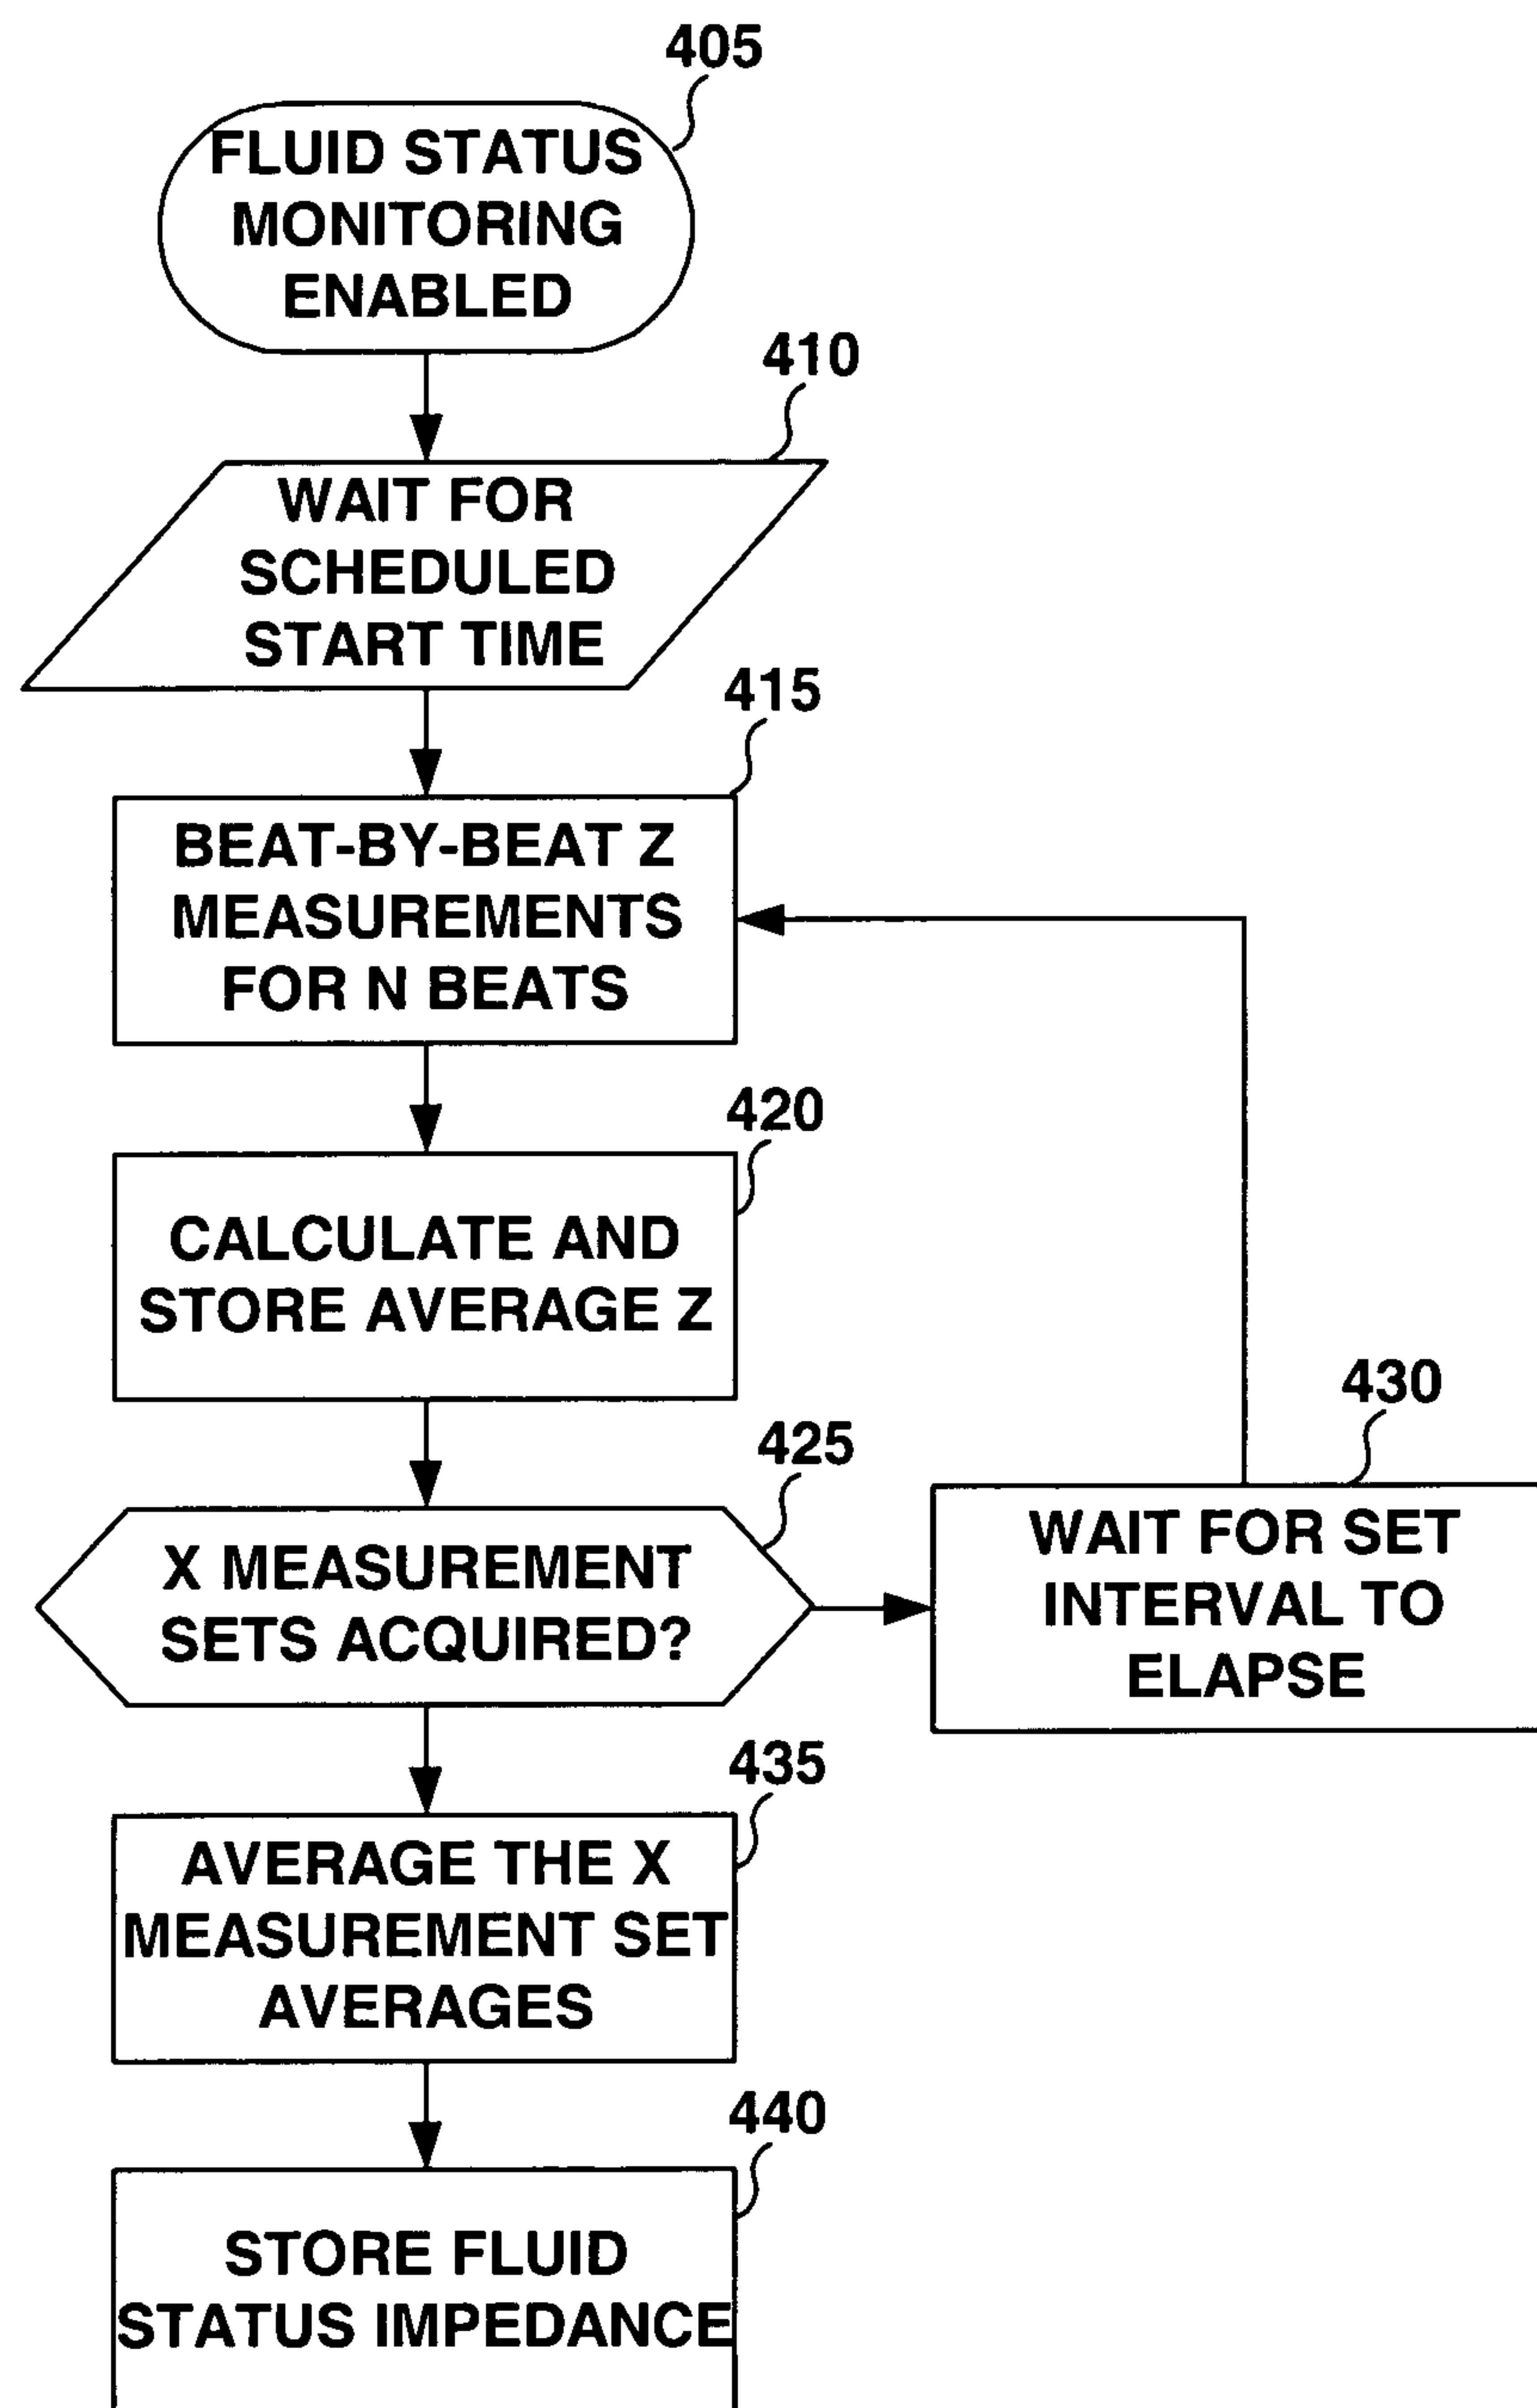 405
FLUID STATUS
MONITORING
ENABLED
410
WAIT FOR
SCHEDULED
START TIME
415
BEAT-BY-BEAT Z
MEASUREMENTS
FOR N BEATS
420
CALCULATE AND
STORE AVERAGE Z
425
X MEASUREMENT
SETS ACQUIRED?
430
WAIT FOR SET
INTERVAL TO
ELAPSE
435
AVERAGE THE X
MEASUREMENT SET
AVERAGES
440
STORE FLUID
STATUS IMPEDANCE